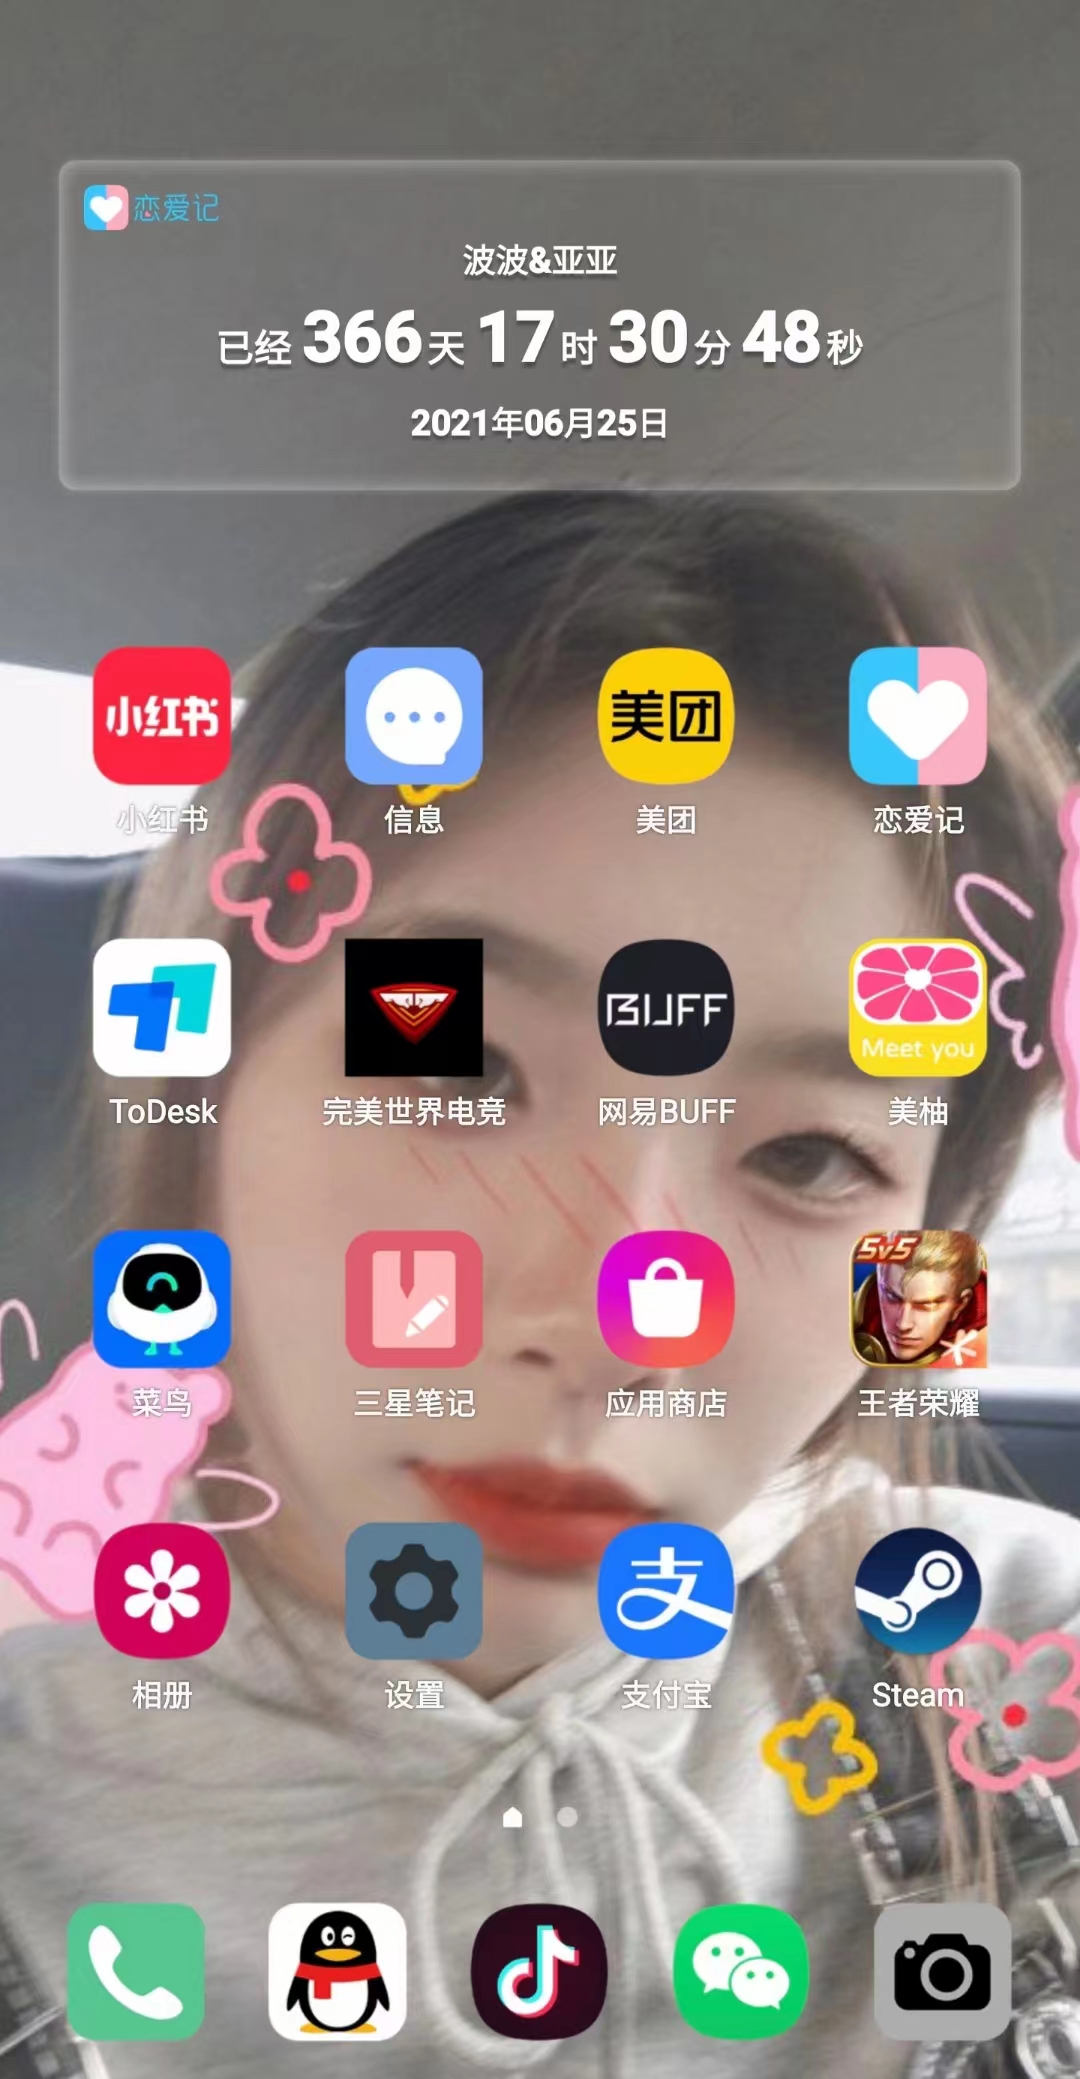 恋爱记
波波&亚亚
已经 366天 17时 30分 48秒
2021年06月25日
小红书 美团
小红书 信息 美团 恋爱记
BUFF Meet you
ToDesk 完美世界电竞 网易BUFF 美柚
5v5
菜鸟 三星笔记 应用商店 王者荣耀
支
相册 设置 支付宝 Steam